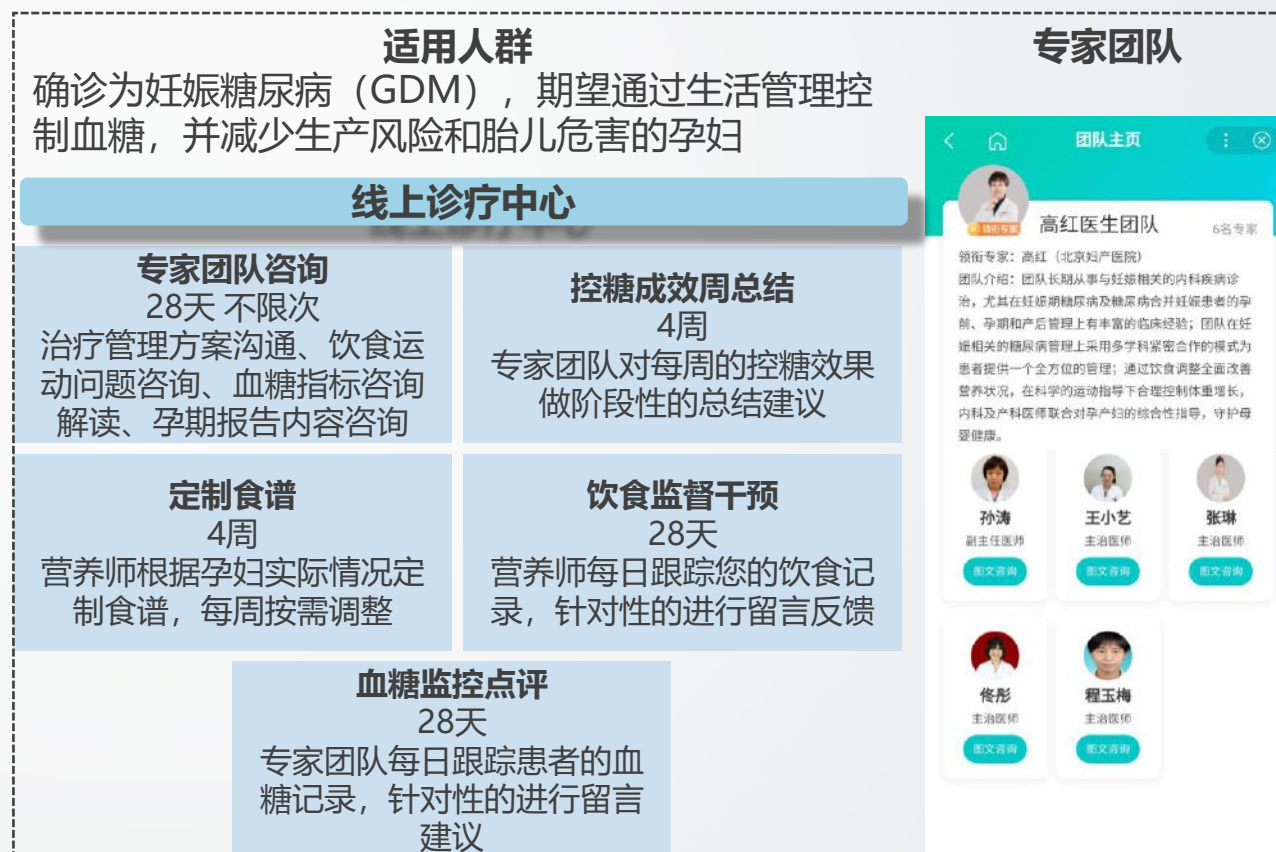 适用人群
确诊为妊娠糖尿病（GDM），期望通过生活管理控
制血糖，并减少生产风险和胎儿危害的孕妇
线上诊疗中心
专家团队咨询
28天 不限次
治疗管理方案沟通、饮食运
动问题咨询、血糖指标咨询
解读、孕期报告内容咨询
控糖成效周总结
4周
专家团队对每周的控糖效果
做阶段性的总结建议
定制食谱
4周
营养师根据孕妇实际情况定
制食谱，每周按需调整
饮食监督干预
28天
营养师每日跟踪您的饮食记
录，针对性的进行留言反馈
血糖监控点评
28天
专家团队每日跟踪患者的血
糖记录，针对性的进行留言
建议
专家团队
团队主页
领衔专家
高红医生团队
6名专家
领衔专家：高红（北京妇产医院）
团队介绍：团队长期从事与妊娠相关的内科疾病诊
治，尤其在妊娠期糖尿病及糖尿病合并妊娠患者的孕
前、孕期和产后管理上有丰富的临床经验；团队在妊
娠相关的糖尿病管理上采用多学科紧密合作的模式为
患者提供一个全方位的管理；通过饮食调整全面改善
营养状况，在科学的运动指导下合理控制体重增长，
内科及产科医师联合对孕产妇的综合性指导，守护母
婴健康。
孙涛
副主任医师
图文咨询
王小艺
主治医师
图文咨询
张琳
主治医师
图文咨询
佟彤
主治医师
图文咨询
程玉梅
主治医师
图文咨询